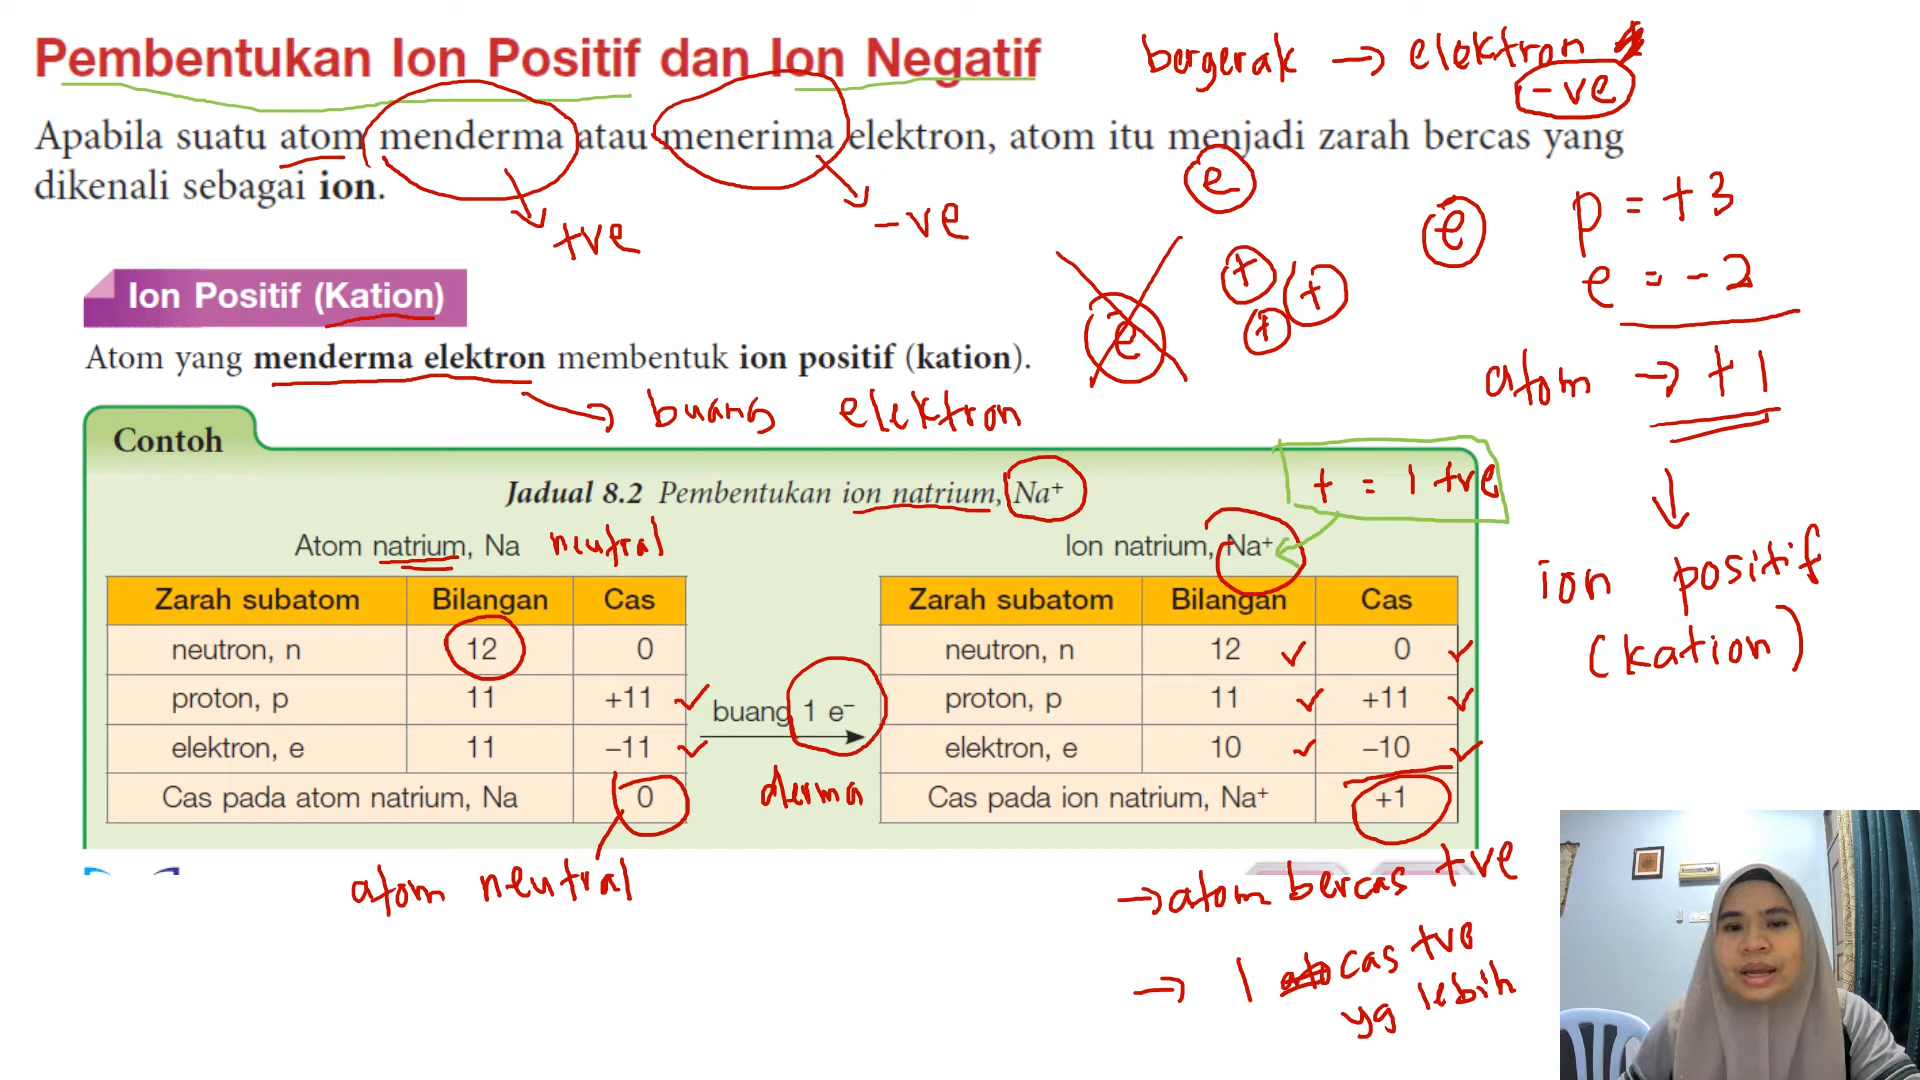 Pembentukan Ion Positif dan Ion Negatif
bergerak → elektron
-ve
Apabila suatu atom menderma atau menerima elektron, atom itu menjadi zarah bercas yang
dikenali sebagai ion.
+ve
-ve
e
e
p = +3
e = -2
atom → +1
ion positif
(kation)
+
+
+
e
Ion Positif (Kation)
Atom yang menderma elektron membentuk ion positif (kation).
→ buang elektron
Contoh
Jadual 8.2 Pembentukan ion natrium, Na⁺
+ = 1 +ve
Atom natrium, Na neutral
Zarah subatom Bilangan Cas
neutron, n 12 0
proton, p 11 +11
elektron, e 11 –11
Cas pada atom natrium, Na 0
buang 1 e⁻
derma
Ion natrium, Na⁺
Zarah subatom Bilangan Cas
neutron, n 12 0
proton, p 11 +11
elektron, e 10 –10
Cas pada ion natrium, Na⁺ +1
atom neutral
→ atom bercas +ve
→ 1 cas +ve
yg lebih